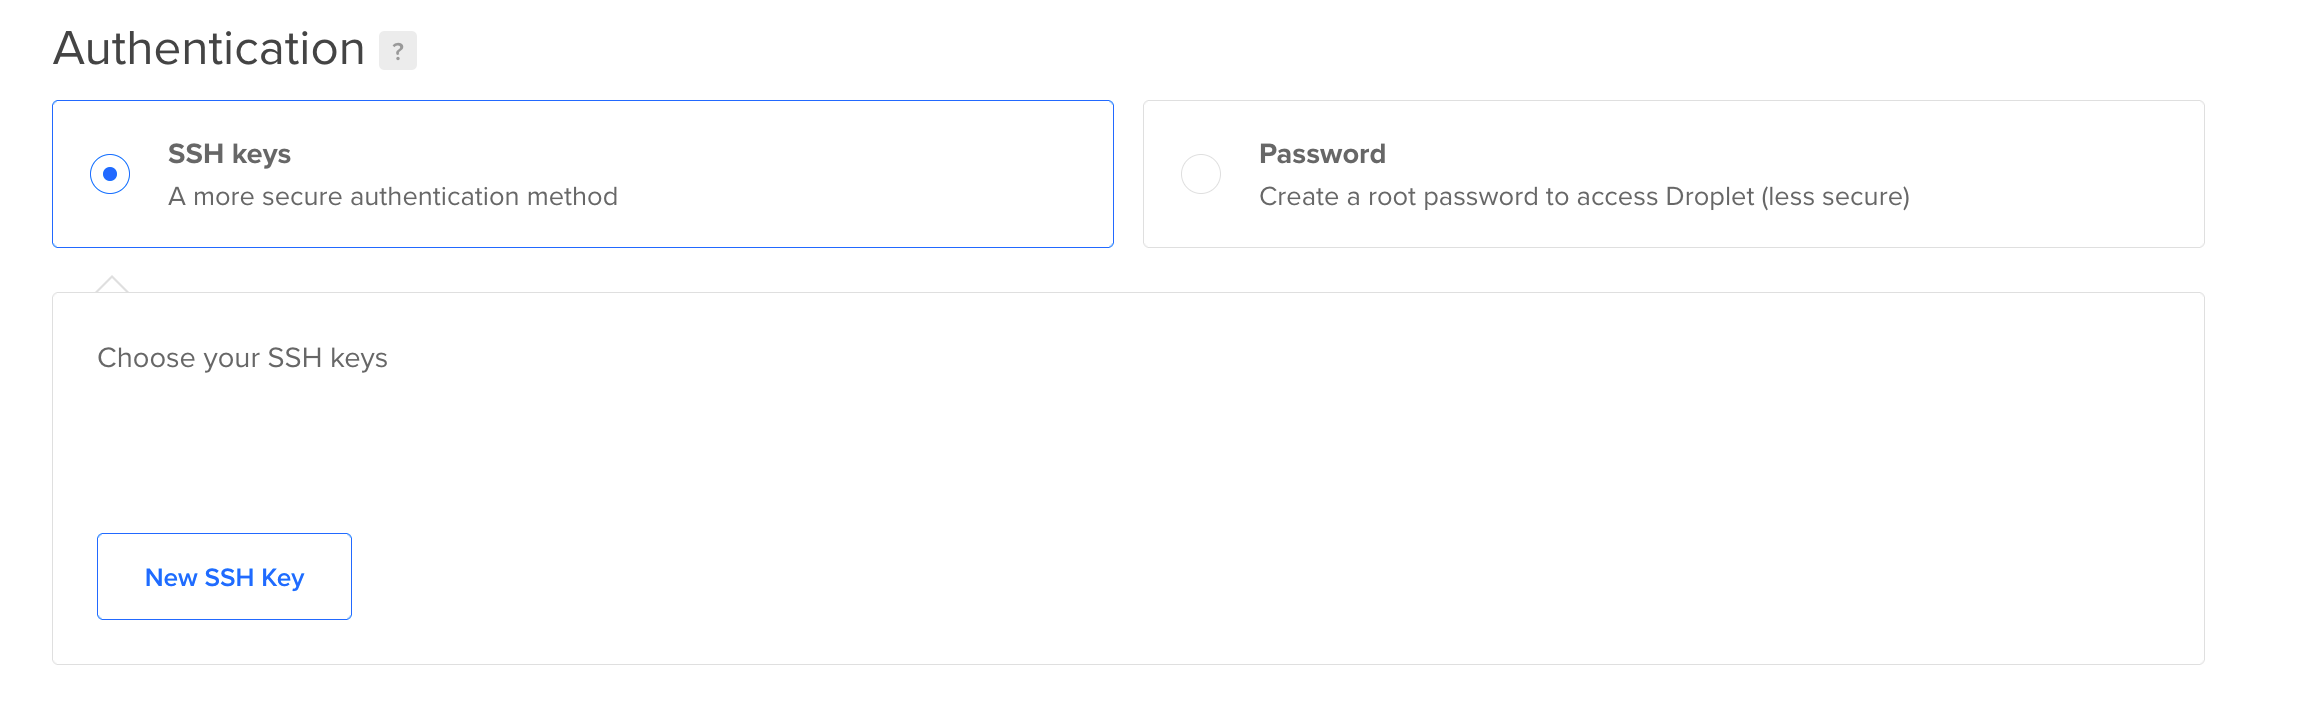 Authentication ?
SSH keys
A more secure authentication method
Password
Create a root password to access Droplet (less secure)
Choose your SSH keys
New SSH Key